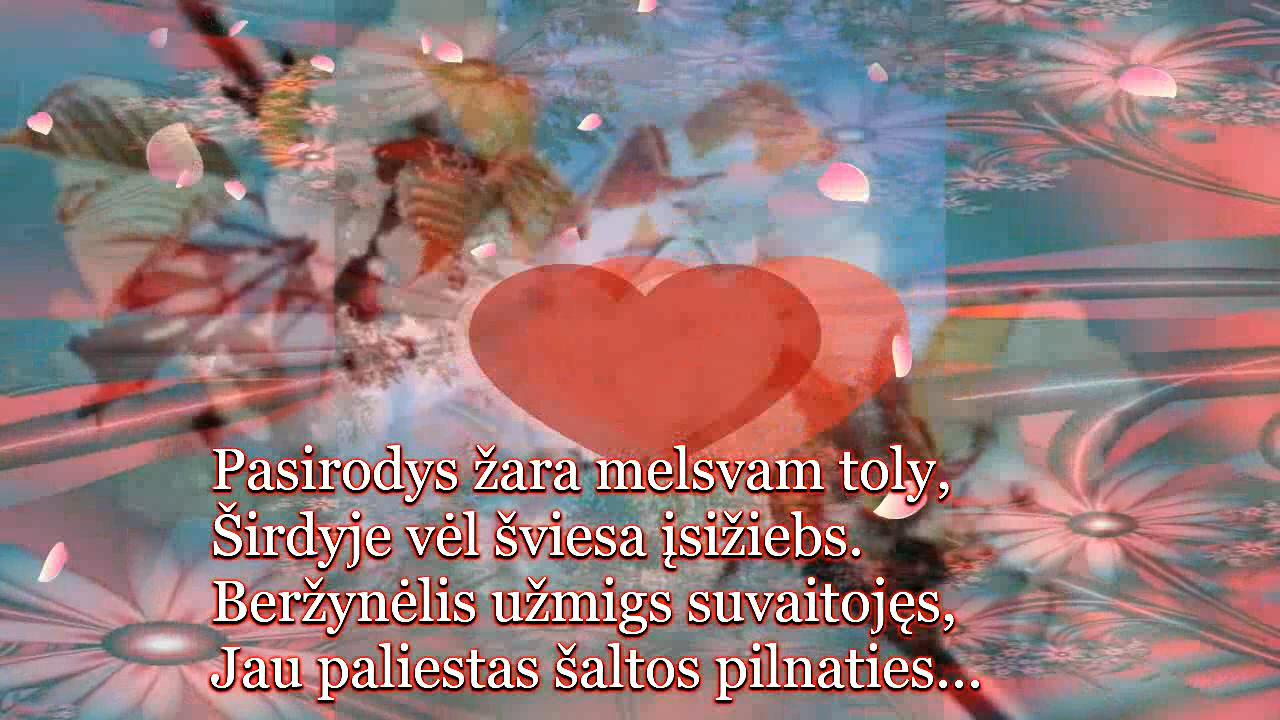 Pasirodys žara melsvam toly,
Širdyje vėl šviesa įsižiebs.
Beržynėlis užmigs suvaitojęs,
Jau paliestas šaltos pilnaties...